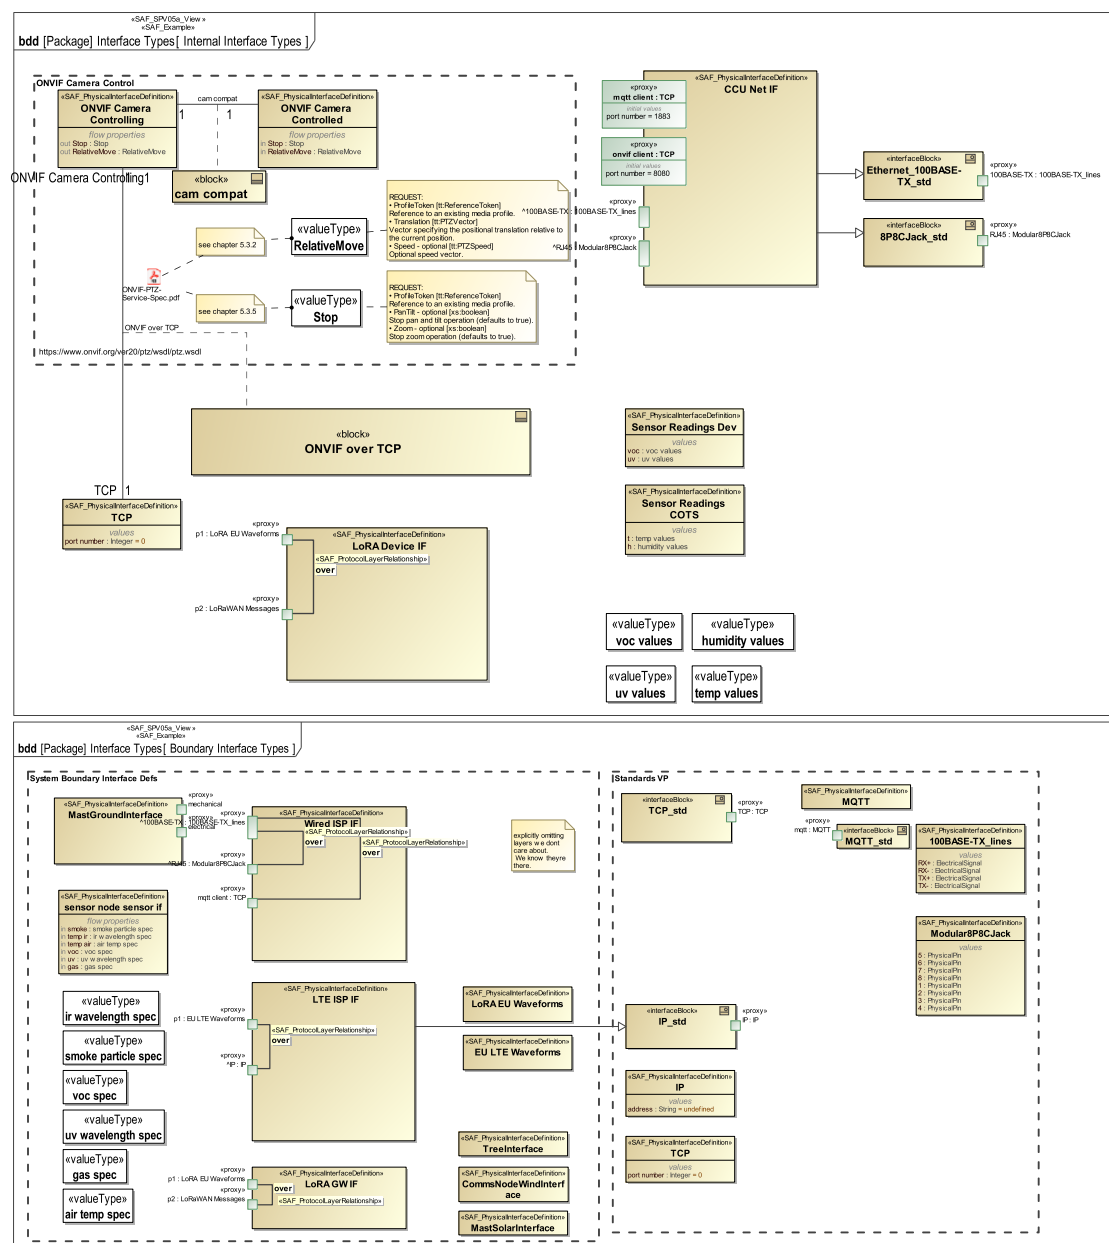 «SAF_SPV05a_View »
«SAF_Example»
bdd [Package] Interface Types[ Internal Interface Types ]
ONVIF Camera Control
«SAF_PhysicalInterfaceDefinition»
ONVIF Camera
Controlling
flow properties
out Stop : Stop
out RelativeMove : RelativeMove
cam compat
1
1
«SAF_PhysicalInterfaceDefinition»
ONVIF Camera
Controlled
flow properties
in Stop : Stop
in RelativeMove : RelativeMove
ONVIF Camera Controlling1
«block»
cam compat
see chapter 5.3.2
«valueType»
RelativeMove
REQUEST:
• ProfileToken [tt:ReferenceToken]
Reference to an existing media profile.
• Translation [tt:PTZVector]
Vector specifying the positional translation relative to
the current position.
• Speed - optional [tt:PTZSpeed]
Optional speed vector.
ONVIF-PTZ-
Service-Spec.pdf
see chapter 5.3.5
«valueType»
Stop
REQUEST:
• ProfileToken [tt:ReferenceToken]
Reference to an existing media profile.
• PanTilt - optional [xs:boolean]
Stop pan and tilt operation (defaults to true).
• Zoom - optional [xs:boolean]
Stop zoom operation (defaults to true).
ONVIF over TCP
https://www.onvif.org/ver20/ptz/wsdl/ptz.wsdl
«SAF_PhysicalInterfaceDefinition»
CCU Net IF
«proxy»
mqtt client : TCP
initial values
port number = 1883
«proxy»
onvif client : TCP
initial values
port number = 8080
«proxy»
^100BASE-TX : 100BASE-TX_lines
«proxy»
^RJ45 : Modular8P8CJack
«interfaceBlock»
Ethernet_100BASE-
TX_std
«proxy»
100BASE-TX : 100BASE-TX_lines
«interfaceBlock»
8P8CJack_std
«proxy»
RJ45 : Modular8P8CJack
«block»
ONVIF over TCP
«SAF_PhysicalInterfaceDefinition»
Sensor Readings Dev
values
voc : voc values
uv : uv values
TCP 1
«SAF_PhysicalInterfaceDefinition»
TCP
values
port number : Integer = 0
«SAF_PhysicalInterfaceDefinition»
Sensor Readings
COTS
values
t : temp values
h : humidity values
«SAF_PhysicalInterfaceDefinition»
LoRA Device IF
«proxy»
p1 : LoRA EU Waveforms
«SAF_ProtocolLayerRelationship»
over
«proxy»
p2 : LoRaWAN Messages
«valueType»
voc values
«valueType»
humidity values
«valueType»
uv values
«valueType»
temp values
«SAF_SPV05a_View »
«SAF_Example»
bdd [Package] Interface Types[ Boundary Interface Types ]
System Boundary Interface Defs
«SAF_PhysicalInterfaceDefinition»
MastGroundInterface
«proxy»
mechanical
«proxy»
electrical
«SAF_PhysicalInterfaceDefinition»
Wired ISP IF
«proxy»
^100BASE-TX : 100BASE-TX_lines
«SAF_ProtocolLayerRelationship»
over
«SAF_ProtocolLayerRelationship»
over
«proxy»
^RJ45 : Modular8P8CJack
«proxy»
mqtt client : TCP
explicitly omiting
layers we dont
care about.
We know theyre
there.
«SAF_PhysicalInterfaceDefinition»
sensor node sensor if
flow properties
in smoke : smoke particle spec
in temp ir : ir wavelength spec
in temp air : air temp spec
in voc : voc spec
in uv : uv wavelength spec
in gas : gas spec
«valueType»
ir wavelength spec
«valueType»
smoke particle spec
«valueType»
voc spec
«valueType»
uv wavelength spec
«valueType»
gas spec
«valueType»
air temp spec
«SAF_PhysicalInterfaceDefinition»
LTE ISP IF
«proxy»
p1 : EU LTE Waveforms
«SAF_ProtocolLayerRelationship»
over
«proxy»
^IP : IP
«SAF_PhysicalInterfaceDefinition»
LoRA EU Waveforms
«SAF_PhysicalInterfaceDefinition»
EU LTE Waveforms
«SAF_PhysicalInterfaceDefinition»
LoRA GW IF
«proxy»
p1 : LoRA EU Waveforms
«proxy»
p2 : LoRaWAN Messages
over
«SAF_ProtocolLayerRelationship»
«SAF_PhysicalInterfaceDefinition»
TreeInterface
«SAF_PhysicalInterfaceDefinition»
CommsNodeWindInterf
ace
«SAF_PhysicalInterfaceDefinition»
MastSolarInterface
Standards VP
«interfaceBlock»
TCP_std
«proxy»
TCP : TCP
«SAF_PhysicalInterfaceDefinition»
MQTT
«proxy»
mqtt : MQTT
«interfaceBlock»
MQTT_std
«SAF_PhysicalInterfaceDefinition»
100BASE-TX_lines
values
RX+ : ElectricalSignal
RX- : ElectricalSignal
TX+ : ElectricalSignal
TX- : ElectricalSignal
«SAF_PhysicalInterfaceDefinition»
Modular8P8CJack
values
5 : PhysicalPIn
6 : PhysicalPIn
7 : PhysicalPIn
8 : PhysicalPIn
1 : PhysicalPIn
2 : PhysicalPIn
3 : PhysicalPIn
4 : PhysicalPIn
«interfaceBlock»
IP_std
«proxy»
IP : IP
«SAF_PhysicalInterfaceDefinition»
IP
values
address : String = undefined
«SAF_PhysicalInterfaceDefinition»
TCP
values
port number : Integer = 0